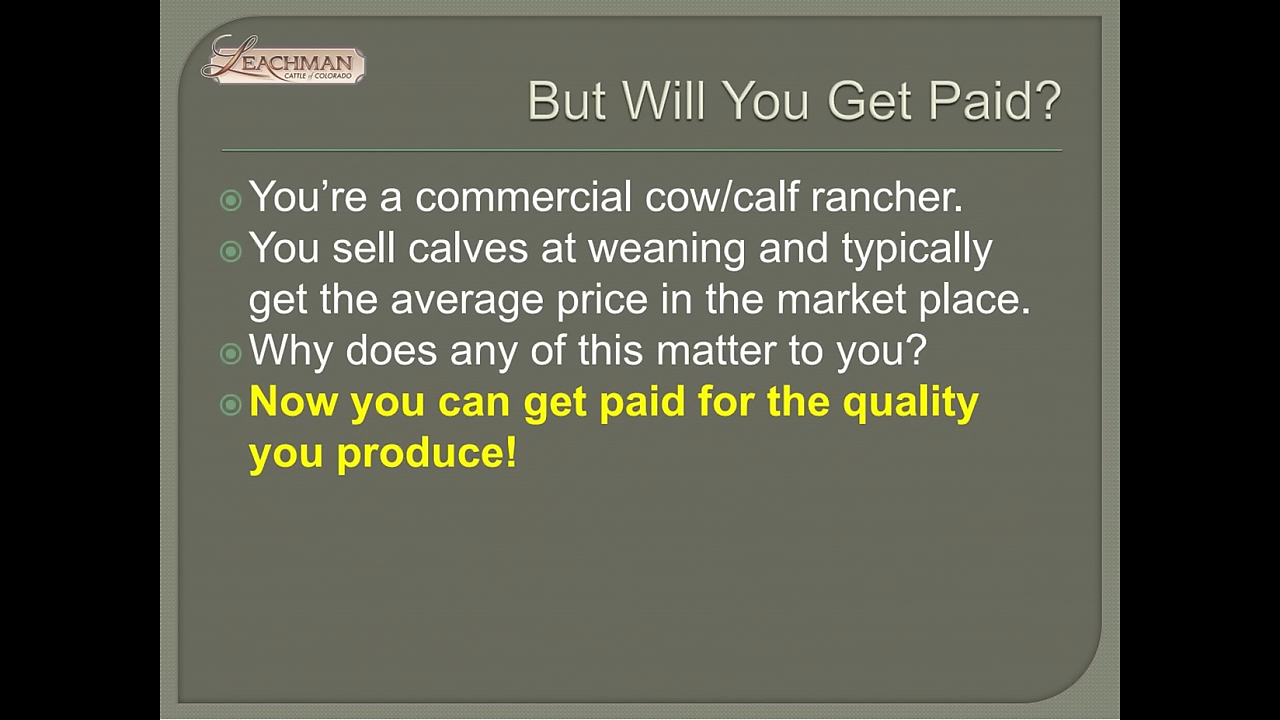 LEACHMAN
CATTLE of COLORADO
But Will You Get Paid?
You’re a commercial cow/calf rancher.
You sell calves at weaning and typically
get the average price in the market place.
Why does any of this matter to you?
Now you can get paid for the quality
you produce!